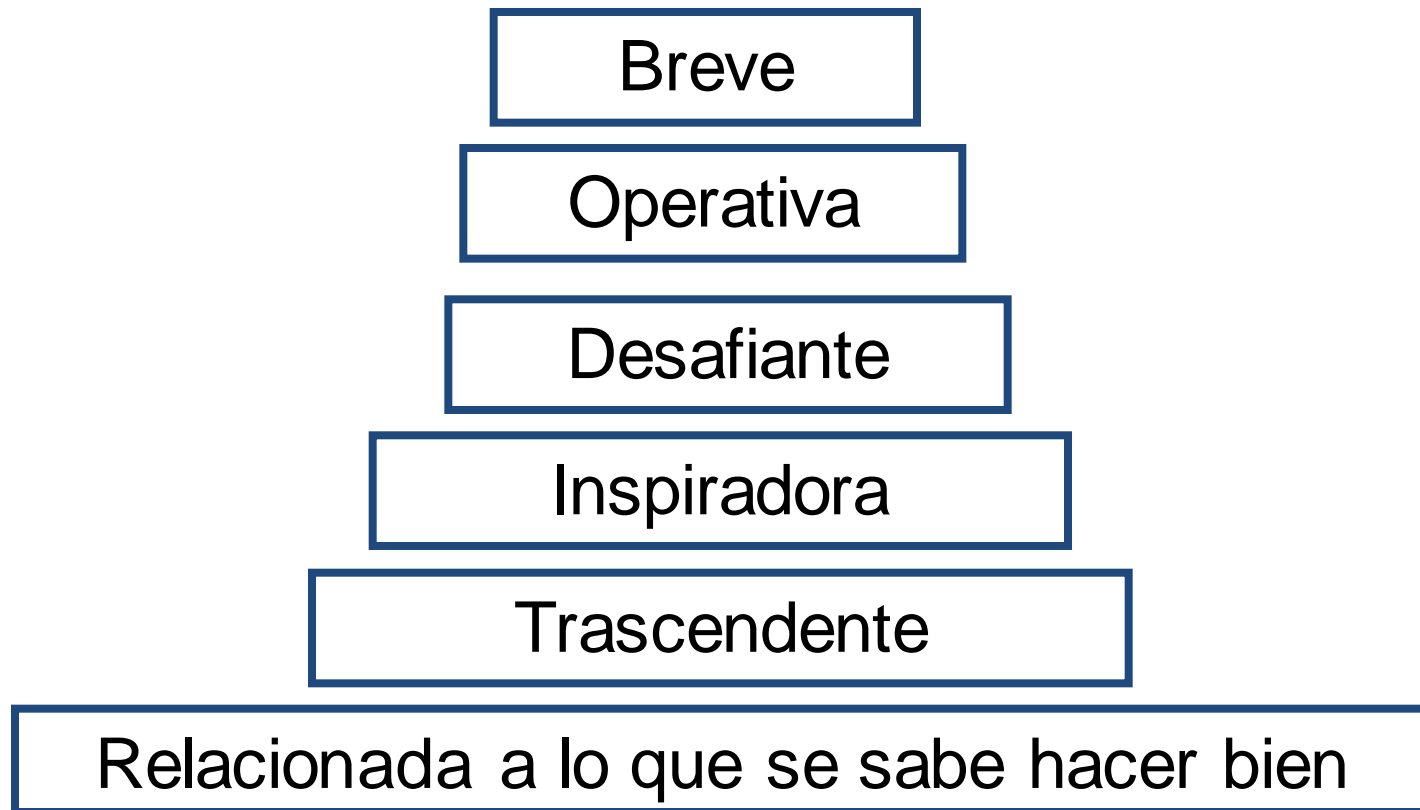 Breve
Operativa
Desafiante
Inspiradora
Trascendente
Relacionada a lo que se sabe hacer bien